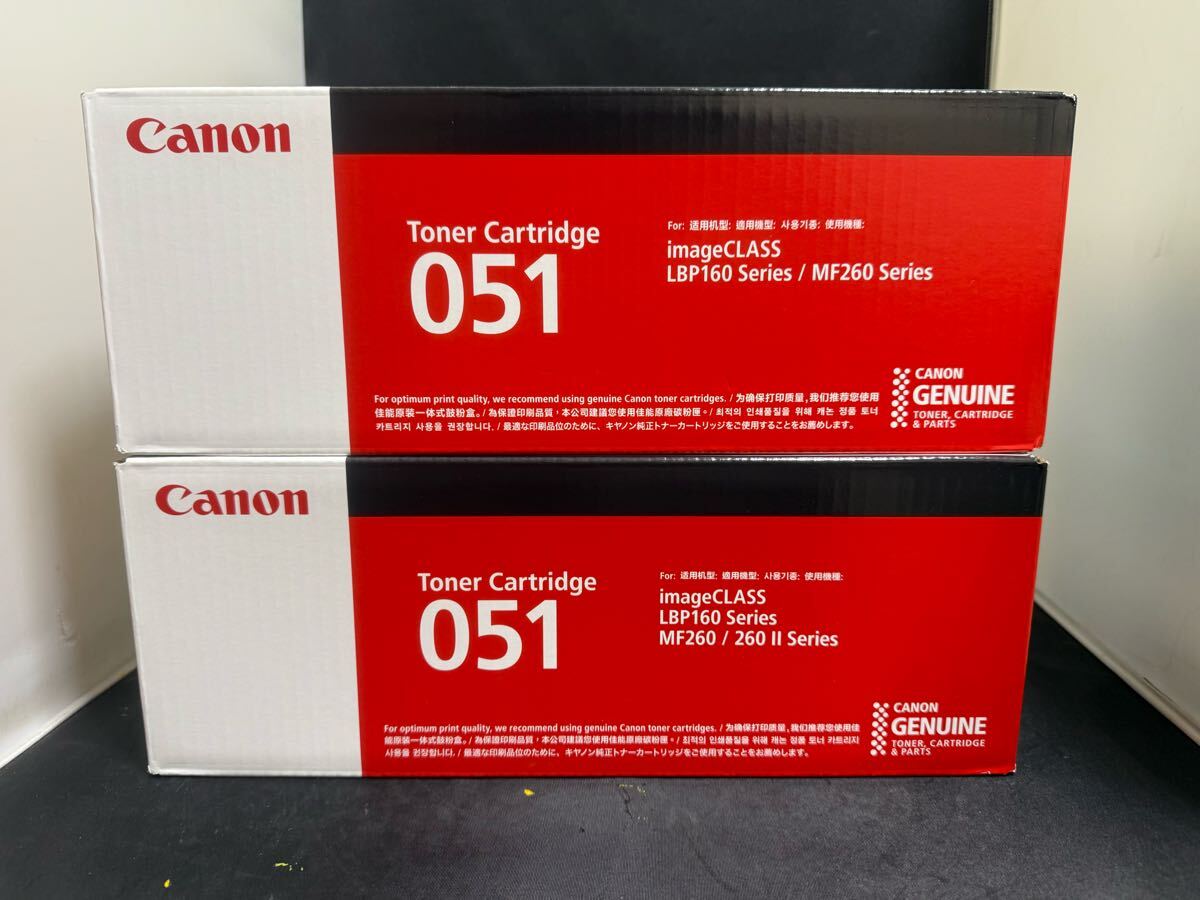 Canon
Toner Cartridge
051
For: 适用机型: 適用機型: 사용기종: 使用機種:
imageCLASS
LBP160 Series / MF260 Series
For optimum print quality, we recommend using genuine Canon toner cartridges. / 为确保打印质量,我们推荐您使用
佳能原装一体式鼓粉盒。/ 為保證印刷品質，本公司建議您使用佳能原廠碳粉匣。/ 최적의 인쇄품질을 위해 캐논 정품 토너
카트리지 사용을 권장합니다. / 最適な印刷品位のために、キヤノン純正トナーカートリッジをご使用することをお薦めします。
CANON
GENUINE
TONER, CARTRIDGE
& PARTS
Canon
Toner Cartridge
051
For: 适用机型: 適用機型: 사용기종: 使用機種:
imageCLASS
LBP160 Series
MF260 / 260 II Series
For optimum print quality, we recommend using genuine Canon toner cartridges. / 为确保打印质量,我们推荐您使用佳
能原装一体式鼓粉盒。/ 為保證印刷品質，本公司建議您使用佳能原廠碳粉匣。/ 최적의 인쇄품질을 위해 캐논 정품 토너 카트리지
사용을 권장합니다. / 最適な印刷品位のために、キヤノン純正トナーカートリッジをご使用することをお薦めします。
CANON
GENUINE
TONER, CARTRIDGE
& PARTS